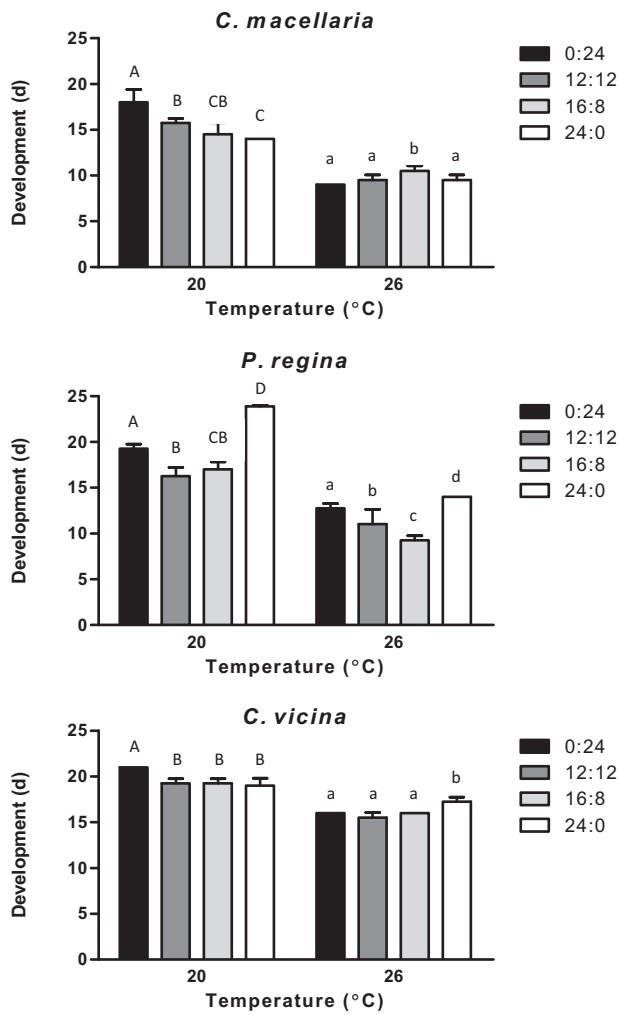 C. macellaria
Development (d)
25
20
15
10
5
0
A
B
CB
C
a
a
b
a
20
26
Temperature (°C)
0:24
12:12
16:8
24:0
P. regina
Development (d)
25
20
15
10
5
0
A
B
CB
D
a
b
c
d
20
26
Temperature (°C)
0:24
12:12
16:8
24:0
C. vicina
Development (d)
25
20
15
10
5
0
A
B
B
B
a
a
a
b
20
26
Temperature (°C)
0:24
12:12
16:8
24:0